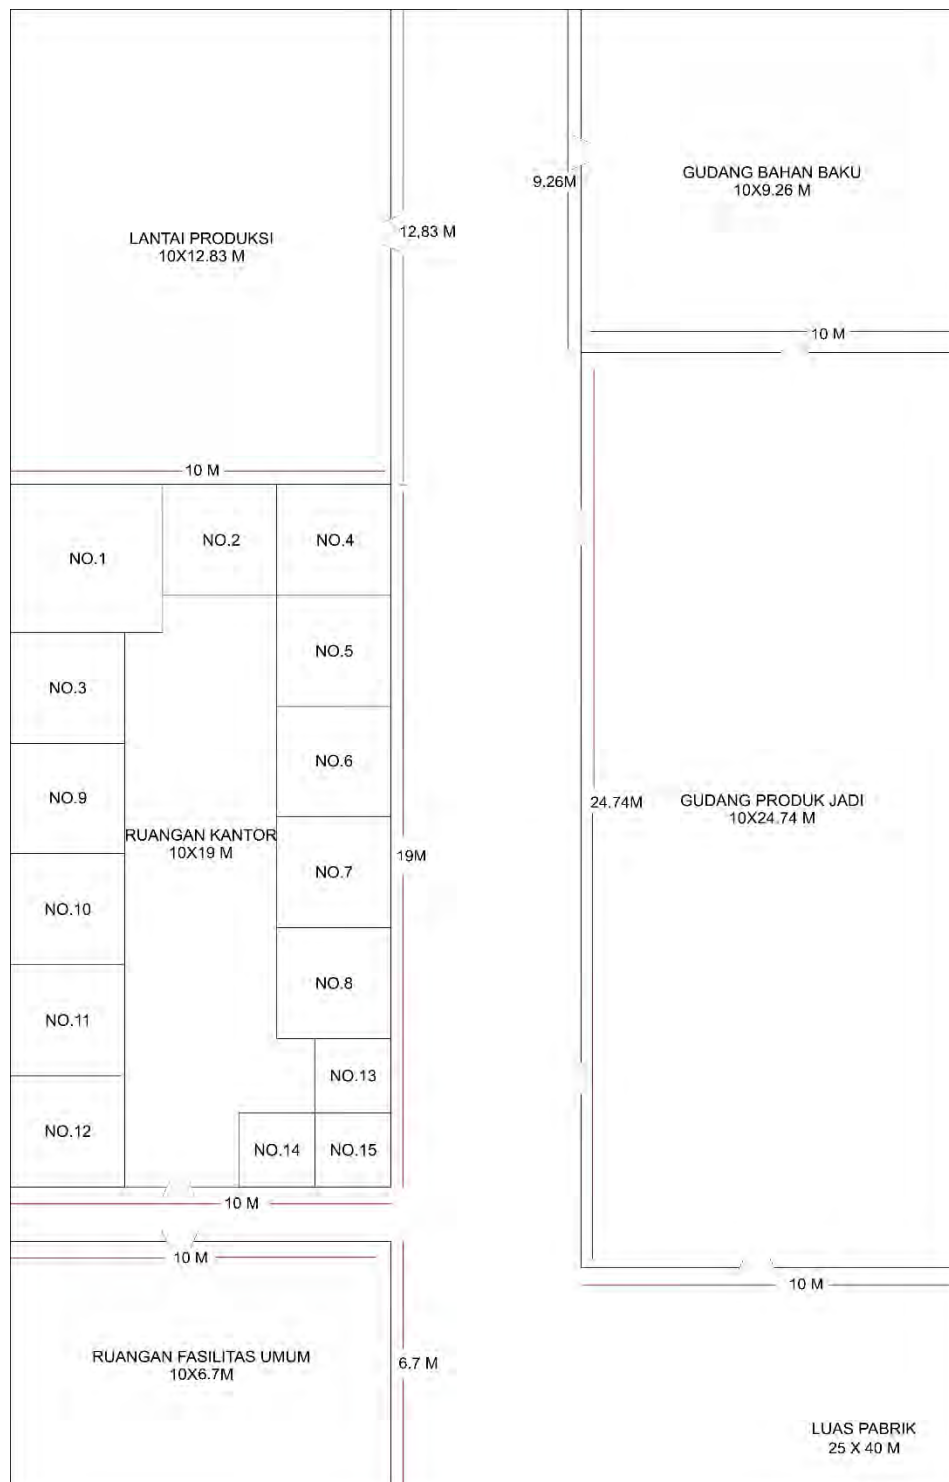 GUDANG BAHAN BAKU
10X9.26 M
9.26M
12,83 M
LANTAI PRODUKSI
10X12.83 M
10 M
10 M
NO.1
NO.2
NO.4
NO.5
NO.3
NO.6
NO.9
24.74M
GUDANG PRODUK JADI
10X24.74 M
RUANGAN KANTOR
10X19 M
19M
NO.7
NO.10
NO.8
NO.11
NO.13
NO.12
NO.14
NO.15
10 M
10 M
10 M
RUANGAN FASILITAS UMUM
10X6.7M
6.7 M
LUAS PABRIK
25 X 40 M